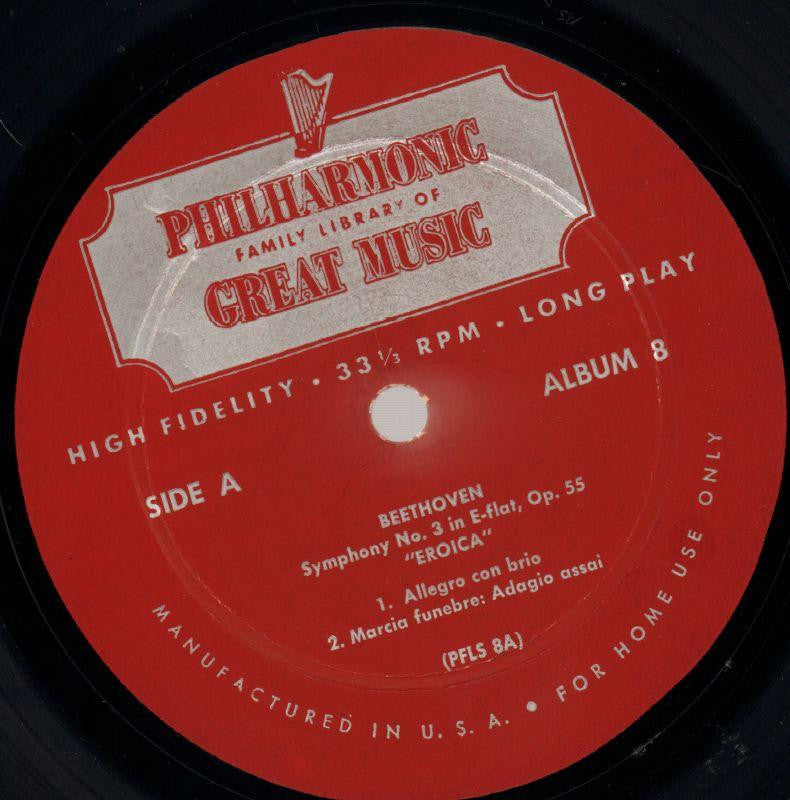 PHILHARMONIC
FAMILY LIBRARY OF
GREAT MUSIC
HIGH FIDELITY • 33 1/3 RPM • LONG PLAY
ALBUM 8
SIDE A
BEETHOVEN
Symphony No. 3 in E-flat, Op. 55
"EROICA"
1. Allegro con brio
2. Marcia funebre: Adagio assai
(PFLS 8A)
MANUFACTURED IN U. S. A. • FOR HOME USE ONLY